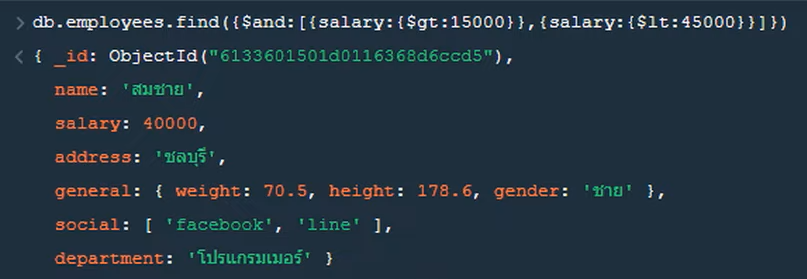 > db.employees.find({$and:[{salary:{$gt:15000}},{salary:{$lt:45000}}]})
< { _id: ObjectId("6133601501d0116368d6ccd5"),
name: 'สมชาย',
salary: 40000,
address: 'ชลบุรี',
general: { weight: 70.5, height: 178.6, gender: 'ชาย' },
social: [ 'facebook', 'line' ],
department: 'โปรแกรมเมอร์' }